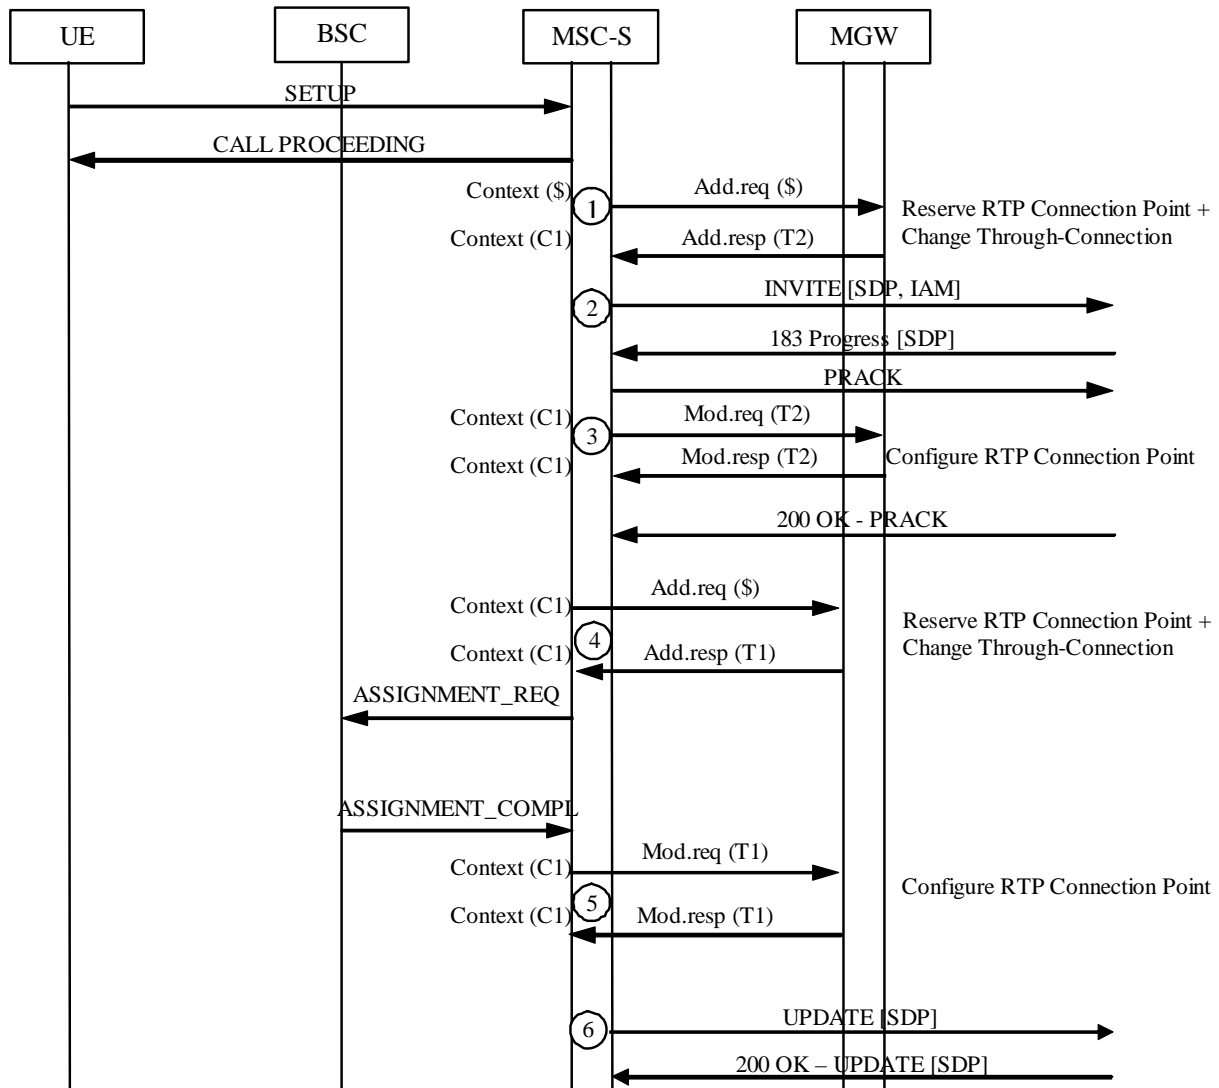 UE
BSC
MSC-S
MGW
SETUP
CALL PROCEEDING
Context ($)
1
Add.req ($)
Reserve RTP Connection Point +
Change Through-Connection
Context (C1)
Add.resp (T2)
2
INVITE [SDP, IAM]
183 Progress [SDP]
PRACK
Context (C1)
3
Mod.req (T2)
Context (C1)
Mod.resp (T2)
Configure RTP Connection Point
200 OK - PRACK
Context (C1)
Add.req ($)
Reserve RTP Connection Point +
Change Through-Connection
4
Context (C1)
Add.resp (T1)
ASSIGNMENT_REQ
ASSIGNMENT_COMPL
Context (C1)
Mod.req (T1)
Configure RTP Connection Point
5
Context (C1)
Mod.resp (T1)
6
UPDATE [SDP]
200 OK – UPDATE [SDP]